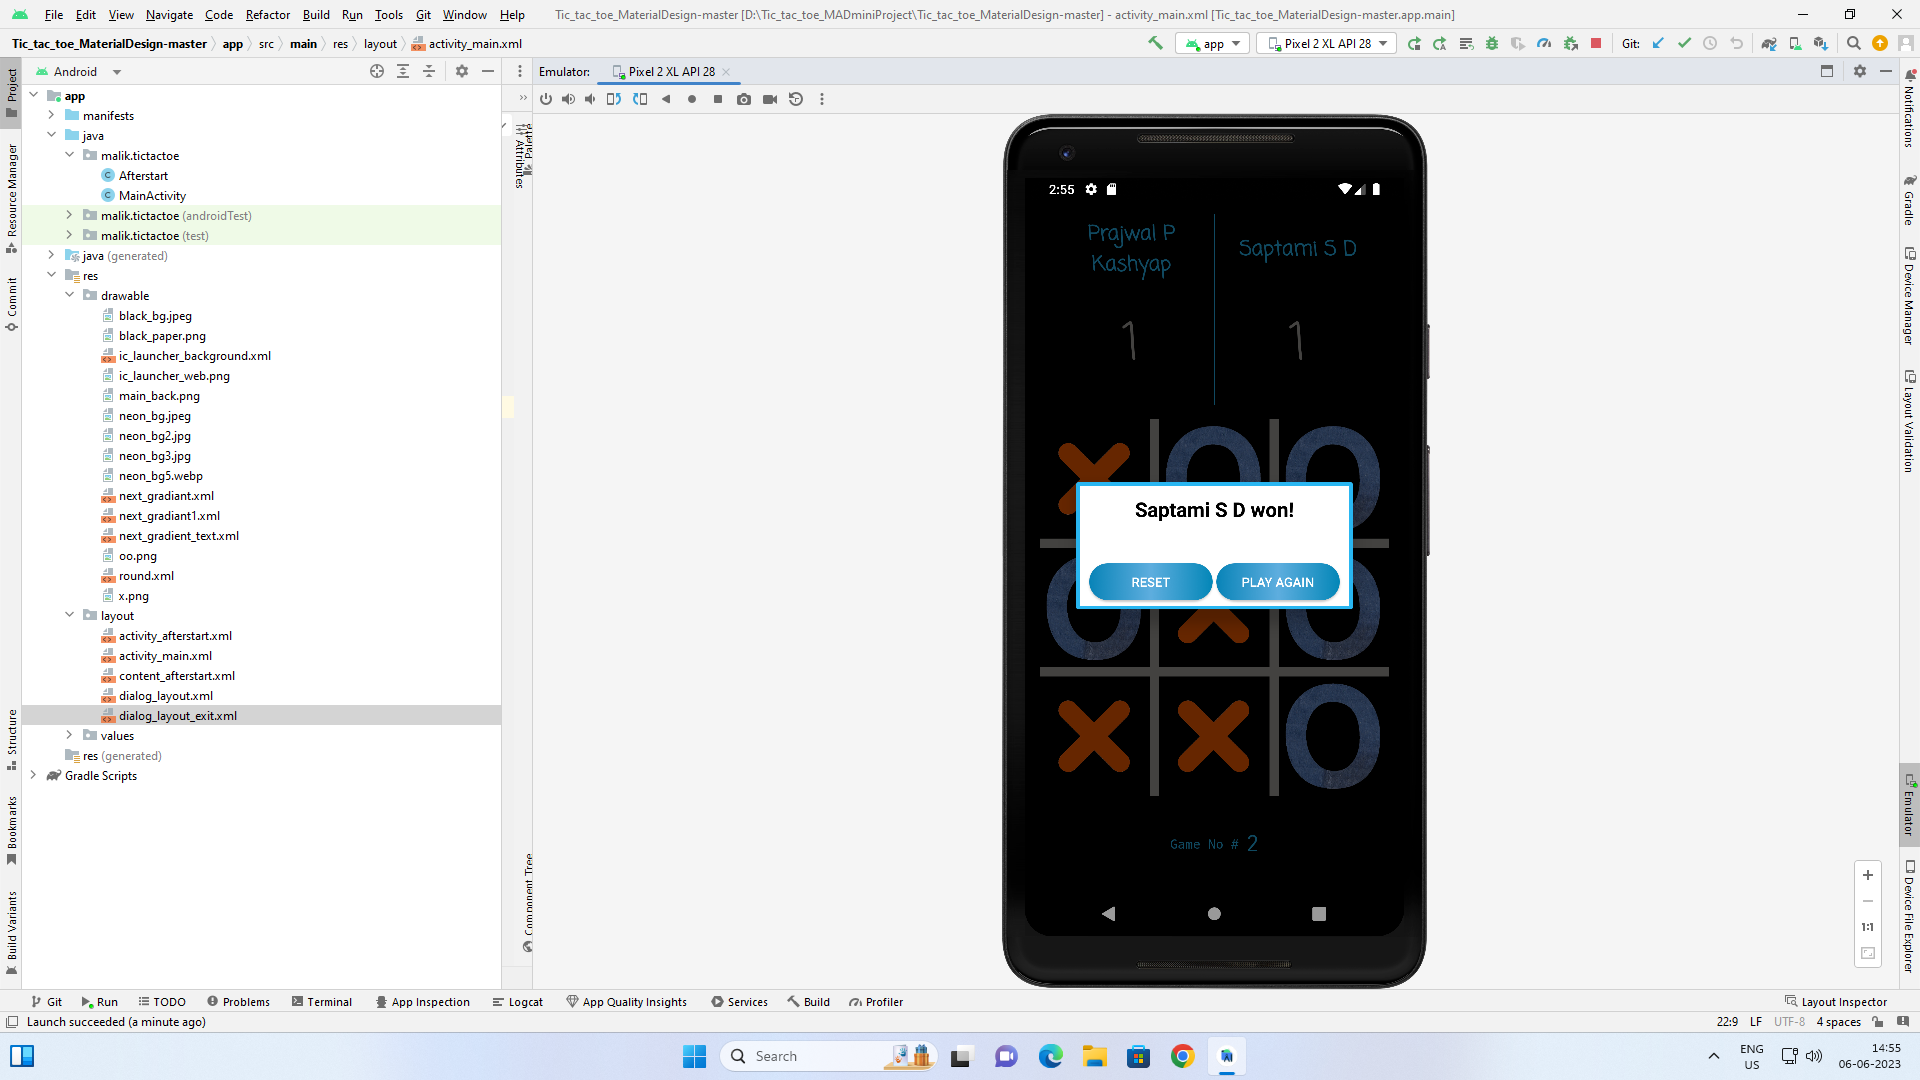 File Edit View Navigate Code Refactor Build Run Tools Git Window Help Tic_tac_toe_MaterialDesign-master [D:\Tic_tac_toe_MADminiProject\Tic_tac_toe_MaterialDesign-master] - activity_main.xml [Tic_tac_toe_MaterialDesign-master.app.main]
Tic_tac_toe_MaterialDesign-master app src main res layout activity_main.xml app Pixel 2 XL API 28 Git:
Project
Resource Manager
Commit
Structure
Bookmarks
Build Variants
Android
app
manifests
java
malik.tictactoe
Afterstart
MainActivity
malik.tictactoe (androidTest)
malik.tictactoe (test)
java (generated)
res
drawable
black_bg.jpeg
black_paper.png
ic_launcher_background.xml
ic_launcher_web.png
main_back.png
neon_bg.jpeg
neon_bg2.jpg
neon_bg3.jpg
neon_bg5.webp
next_gradiant.xml
next_gradiant1.xml
next_gradient_text.xml
oo.png
round.xml
x.png
layout
activity_afterstart.xml
activity_main.xml
content_afterstart.xml
dialog_layout.xml
dialog_layout_exit.xml
values
res (generated)
Gradle Scripts
Palette
Attributes
Component Tree
Emulator: Pixel 2 XL API 28
2:55
Prajwal P
Kashyap
Saptami S D
1 1
Saptami S D won!
RESET PLAY AGAIN
Game No # 2
1:1
Notifications
Gradle
Device Manager
Layout Validation
Emulator
Device File Explorer
Git Run TODO Problems Terminal App Inspection Logcat App Quality Insights Services Build Profiler Layout Inspector
Launch succeeded (a minute ago) 22:9 LF UTF-8 4 spaces
Search
ENG
US
14:55
06-06-2023